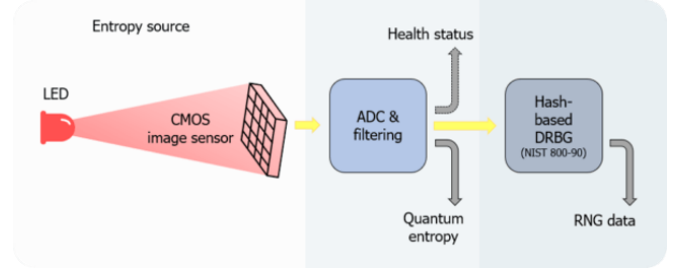 Entropy source
Health status
LED
CMOS
image sensor
ADC &
filtering
Hash-
based
DRBG
(NIST 800-90)
Quantum
entropy
RNG data